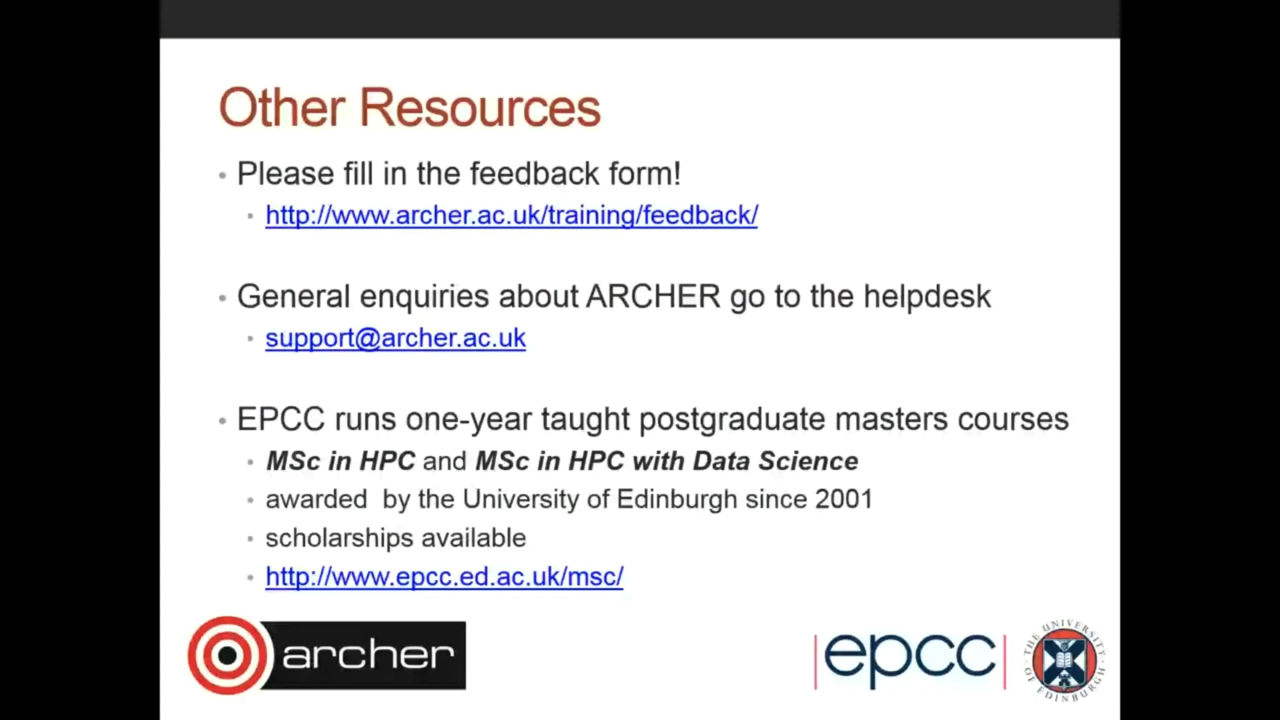 Other Resources
• Please fill in the feedback form!
• http://www.archer.ac.uk/training/feedback/
• General enquiries about ARCHER go to the helpdesk
• support@archer.ac.uk
• EPCC runs one-year taught postgraduate masters courses
• MSc in HPC and MSc in HPC with Data Science
• awarded  by the University of Edinburgh since 2001
• scholarships available
• http://www.epcc.ed.ac.uk/msc/
archer
|epcc|
THE UNIVERSITY OF EDINBURGH